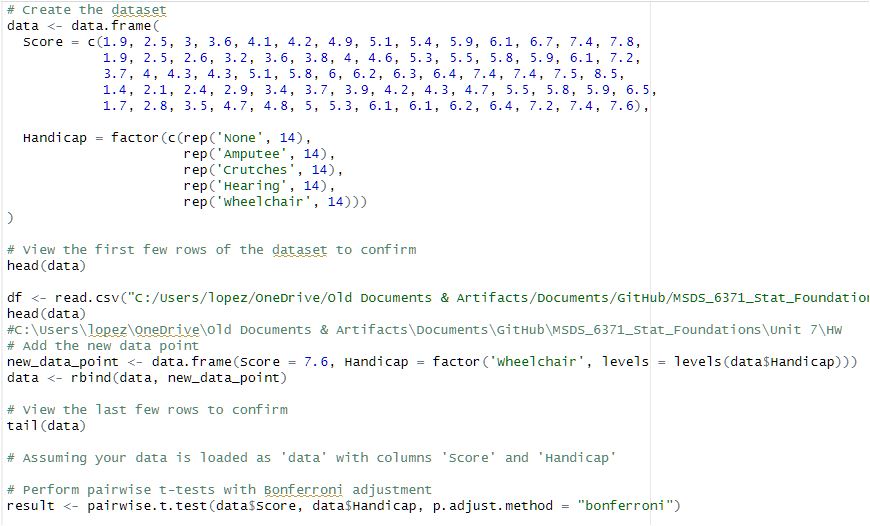 # Create the dataset
data <- data.frame(
  Score = c(1.9, 2.5, 3, 3.6, 4.1, 4.2, 4.9, 5.1, 5.4, 5.9, 6.1, 6.7, 7.4, 7.8,
            1.9, 2.5, 2.6, 3.2, 3.6, 3.8, 4, 4.6, 5.3, 5.5, 5.8, 5.9, 6.1, 7.2,
            3.7, 4, 4.3, 4.3, 5.1, 5.8, 6, 6.2, 6.3, 6.4, 7.4, 7.4, 7.5, 8.5,
            1.4, 2.1, 2.4, 2.9, 3.4, 3.7, 3.9, 4.2, 4.3, 4.7, 5.5, 5.8, 5.9, 6.5,
            1.7, 2.8, 3.5, 4.7, 4.8, 5, 5.3, 6.1, 6.1, 6.2, 6.4, 7.2, 7.4, 7.6),
  Handicap = factor(c(rep('None', 14),
                      rep('Amputee', 14),
                      rep('Crutches', 14),
                      rep('Hearing', 14),
                      rep('Wheelchair', 14)))
)
# View the first few rows of the dataset to confirm
head(data)
df <- read.csv("C:/Users/lopez/OneDrive/Old Documents & Artifacts/Documents/GitHub/MSDS_6371_Stat_Foundation
head(data)
#C:\Users\lopez\OneDrive\Old Documents & Artifacts\Documents\GitHub\MSDS_6371_Stat_Foundations\Unit 7\HW
# Add the new data point
new_data_point <- data.frame(Score = 7.6, Handicap = factor('Wheelchair', levels = levels(data$Handicap)))
data <- rbind(data, new_data_point)
# View the last few rows to confirm
tail(data)
# Assuming your data is loaded as 'data' with columns 'Score' and 'Handicap'
# Perform pairwise t-tests with Bonferroni adjustment
result <- pairwise.t.test(data$Score, data$Handicap, p.adjust.method = "bonferroni")